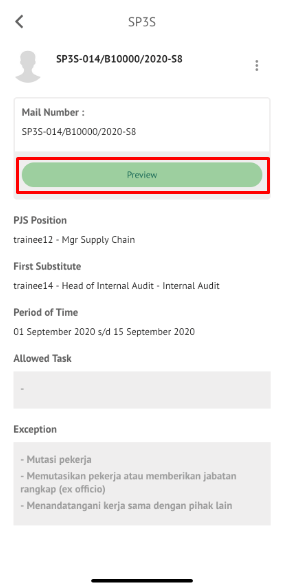 SP3S
SP3S-014/B10000/2020-S8
Mail Number :
SP3S-014/B10000/2020-S8
Preview
PJS Position
trainee12 - Mgr Supply Chain
First Substitute
trainee14 - Head of Internal Audit - Internal Audit
Period of Time
01 September 2020 s/d 15 September 2020
Allowed Task
-
Exception
- Mutasi pekerja
- Memutasikan pekerja atau memberikan jabatan
rangkap (ex officio)
- Menandatangani kerja sama dengan pihak lain